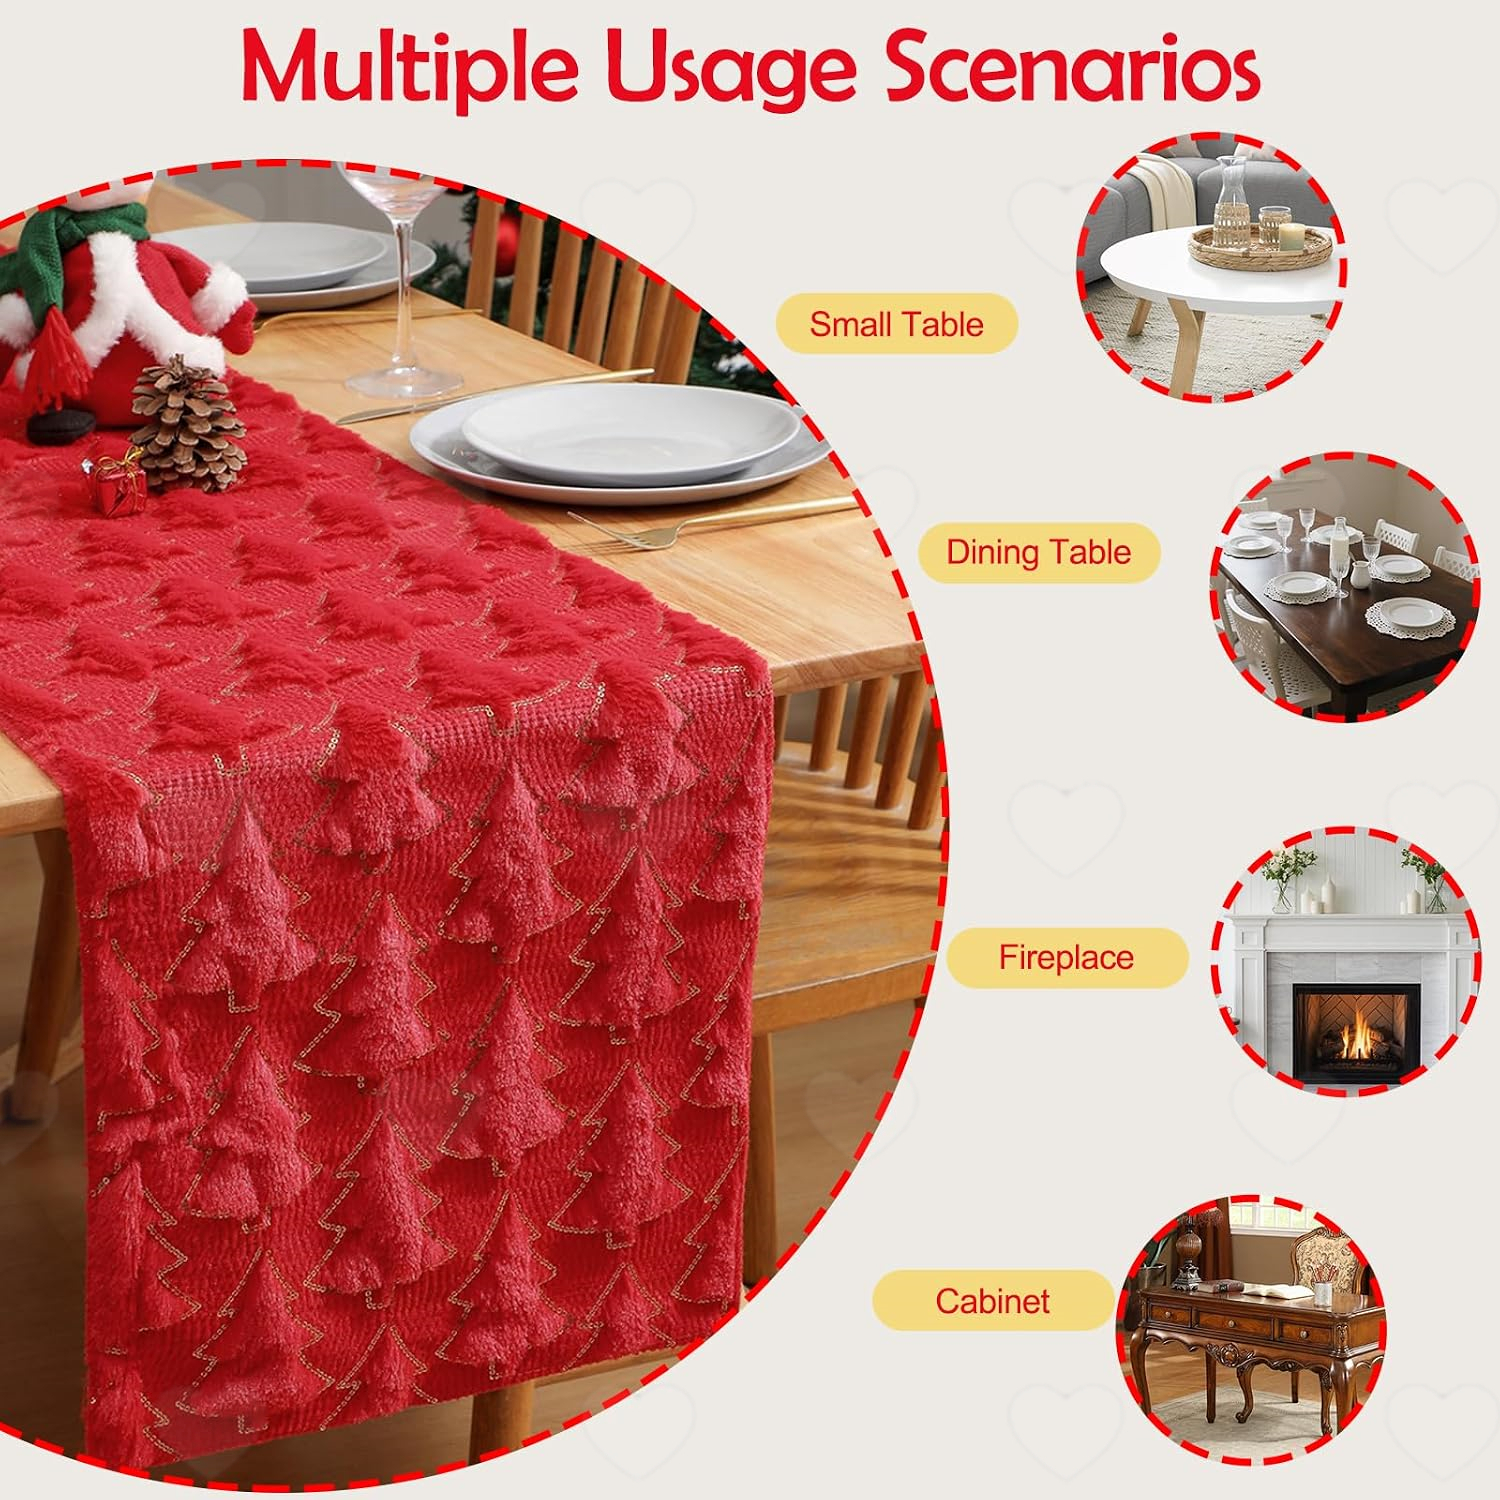 Multiple Usage Scenarios
Small Table
Dining Table
Fireplace
Cabinet